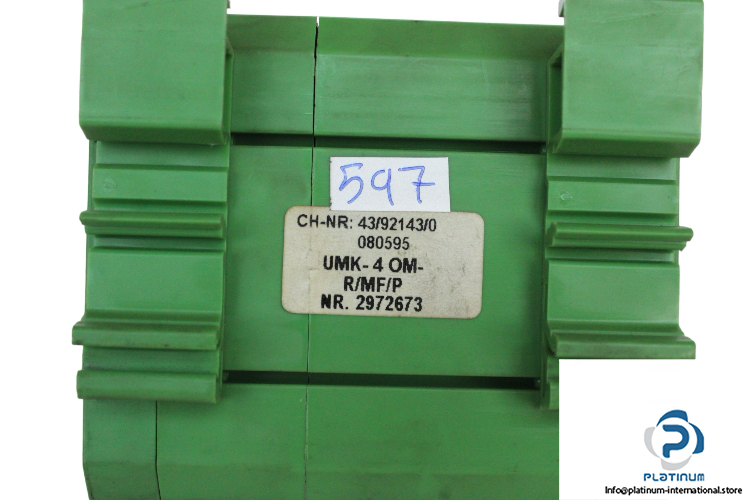 597
CH-NR: 43/92143/0
080595
UMK- 4 OM-
R/MF/P
NR. 2972673
PLATINUM
Info@platinum-international.store